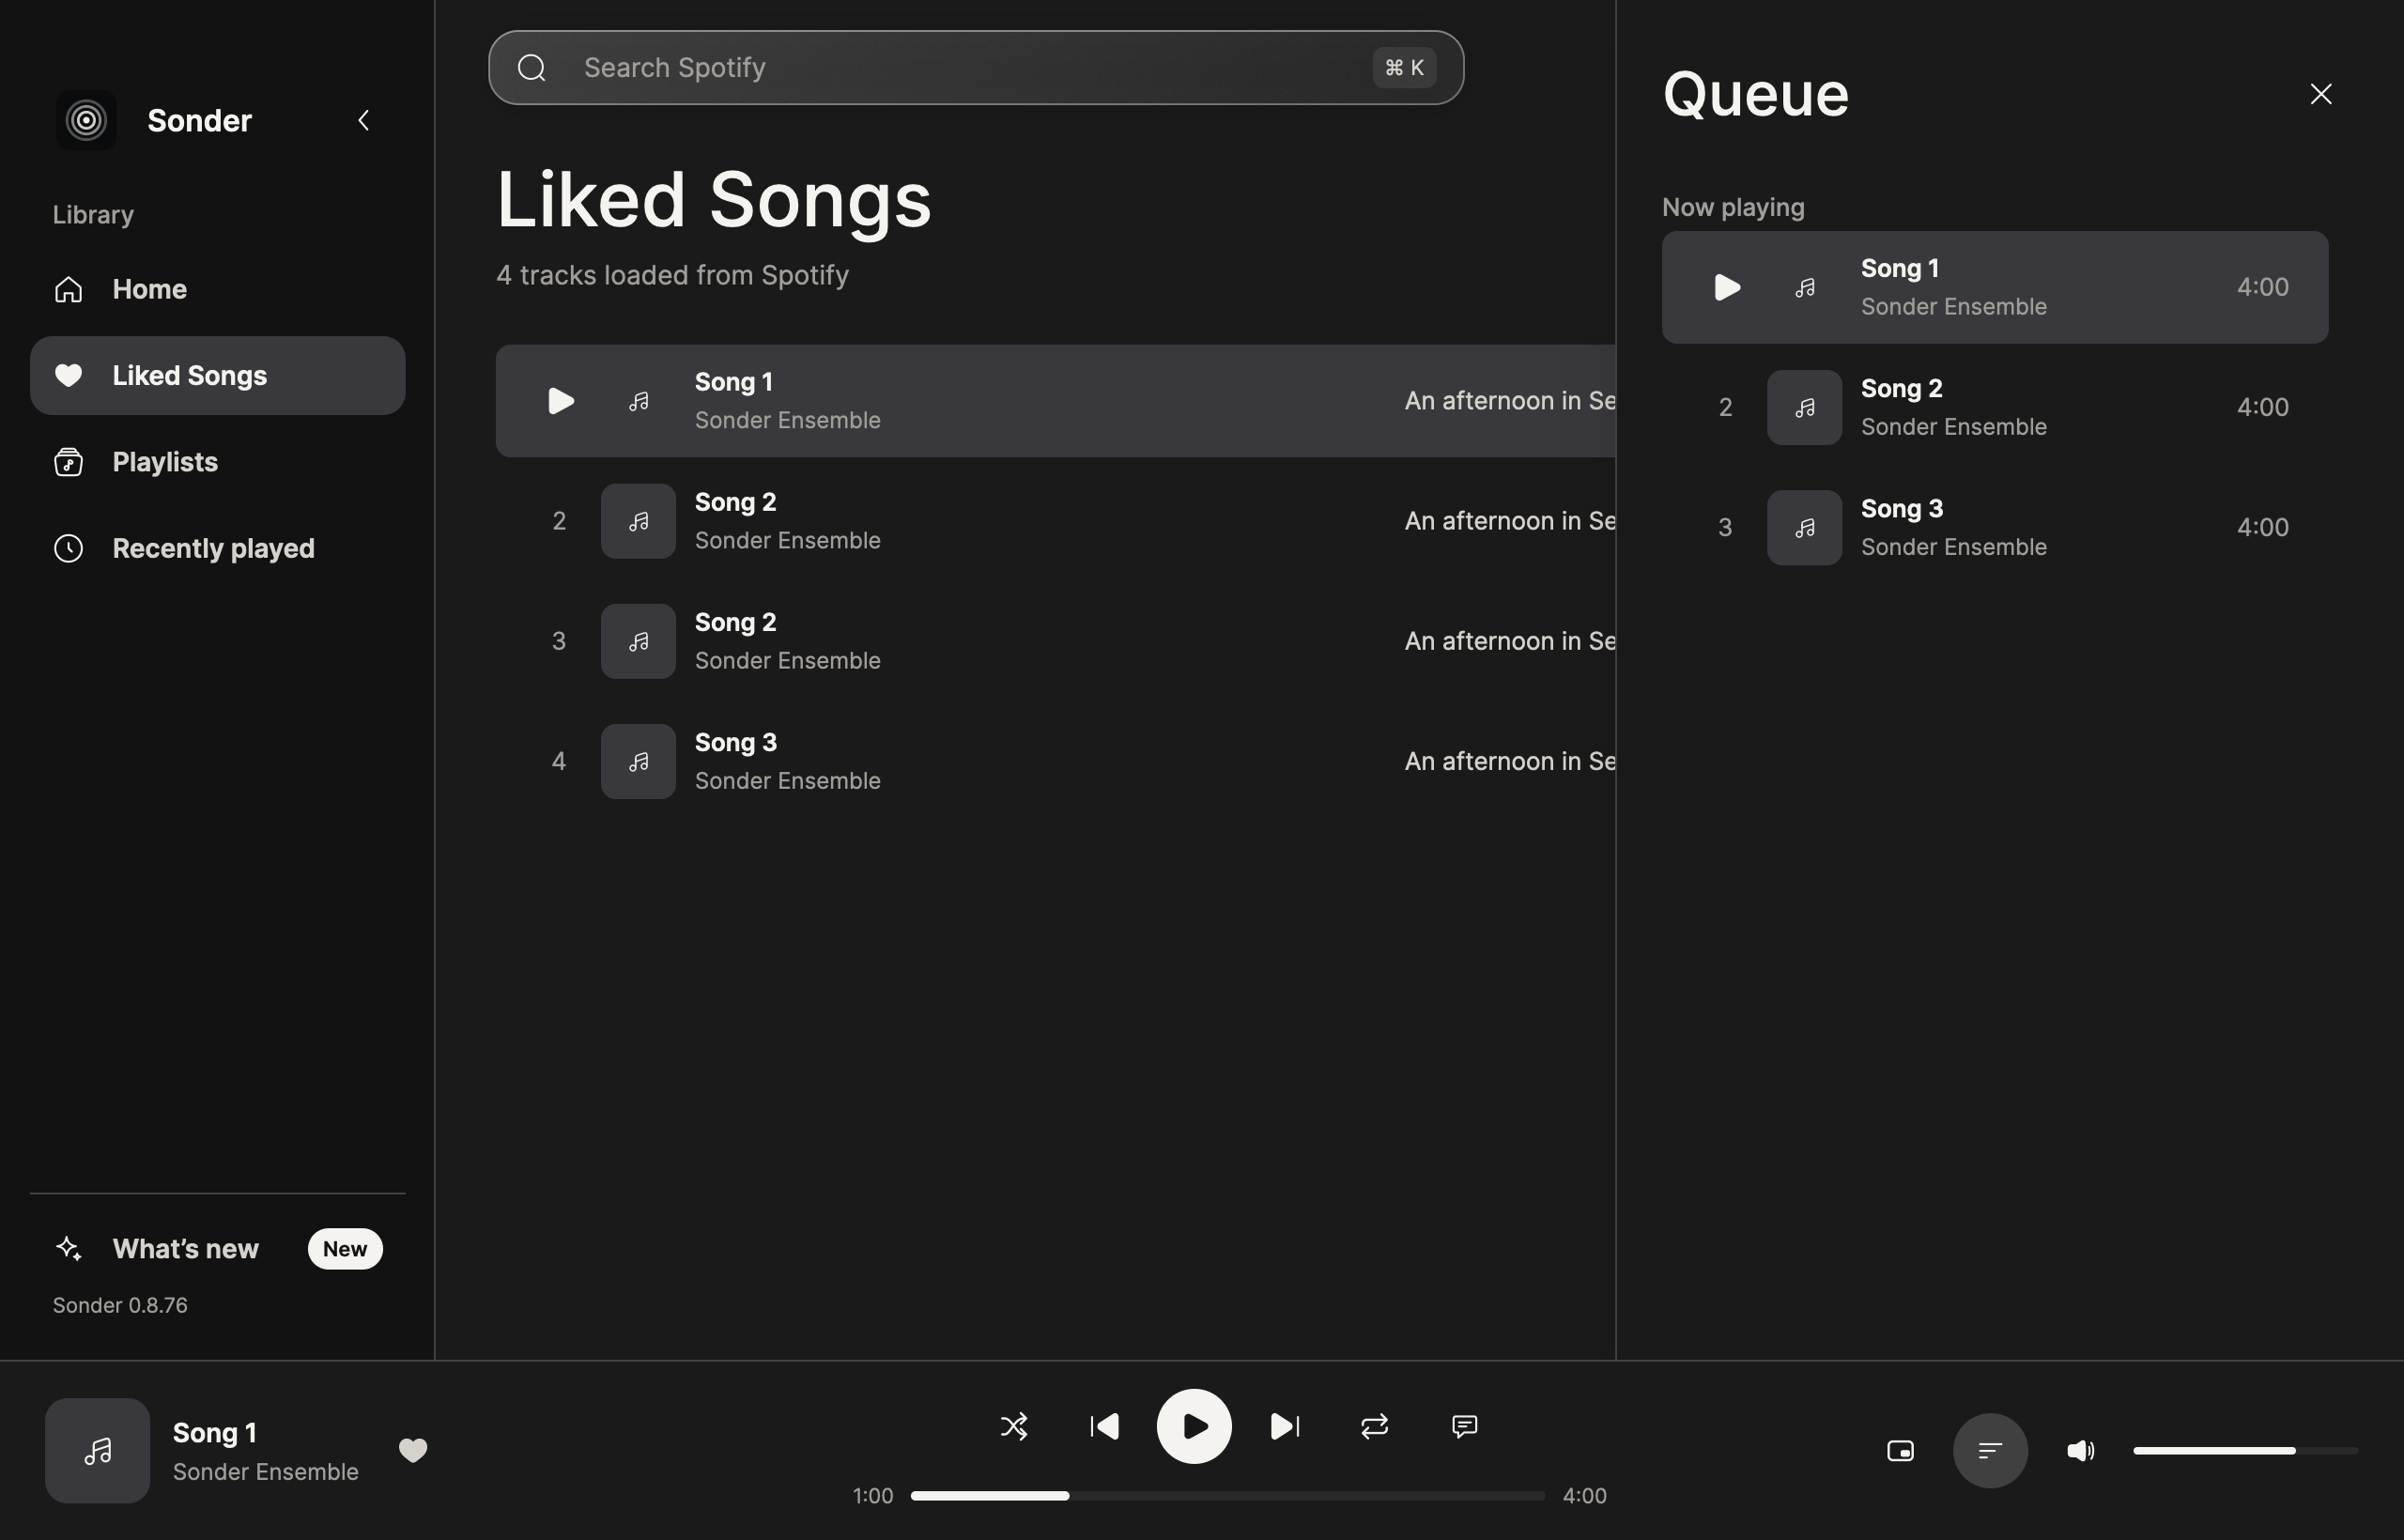 Sonder
Library
Home
Liked Songs
Playlists
Recently played
What's new New
Sonder 0.8.76
Search Spotify ⌘ K
Liked Songs
4 tracks loaded from Spotify
Song 1
Sonder Ensemble
An afternoon in Se
2
Song 2
Sonder Ensemble
An afternoon in Se
3
Song 2
Sonder Ensemble
An afternoon in Se
4
Song 3
Sonder Ensemble
An afternoon in Se
Queue
Now playing
Song 1
Sonder Ensemble
4:00
2
Song 2
Sonder Ensemble
4:00
3
Song 3
Sonder Ensemble
4:00
Song 1
Sonder Ensemble
1:00 4:00